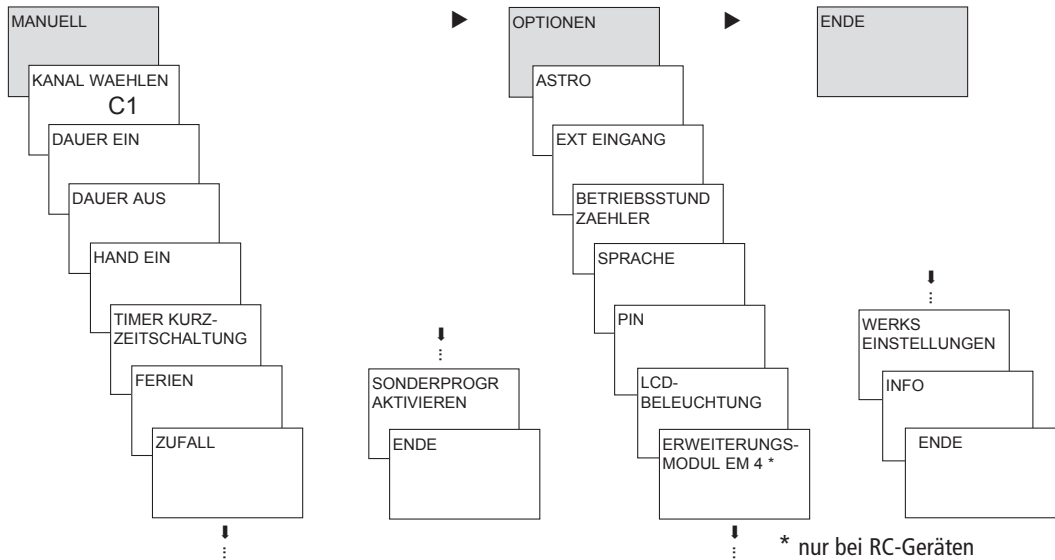 MANUELL
KANAL WAEHLEN
C1
DAUER EIN
DAUER AUS
HAND EIN
TIMER KURZ-
ZEITSCHALTUNG
FERIEN
ZUFALL
SONDERPROGR
AKTIVIEREN
ENDE
OPTIONEN
ASTRO
EXT EINGANG
BETRIEBSSTUND
ZAEHLER
SPRACHE
PIN
LCD-
BELEUCHTUNG
ERWEITERUNGS-
MODUL EM 4 *
WERKS
EINSTELLUNGEN
INFO
ENDE
ENDE
* nur bei RC-Geräten